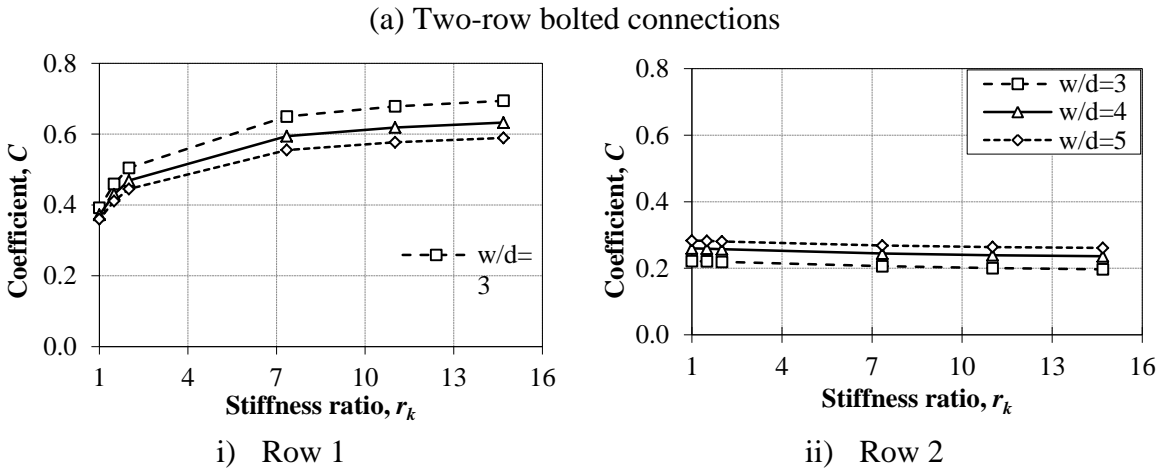 (a) Two-row bolted connections
0.8
0.6
0.4
0.2
0.0
Coefficient, C
w/d=
3
1 4 7 10 13 16
Stiffness ratio, rk
i) Row 1
0.8
0.6
0.4
0.2
0.0
Coefficient, C
w/d=3
w/d=4
w/d=5
1 4 7 10 13 16
Stiffness ratio, rk
ii) Row 2